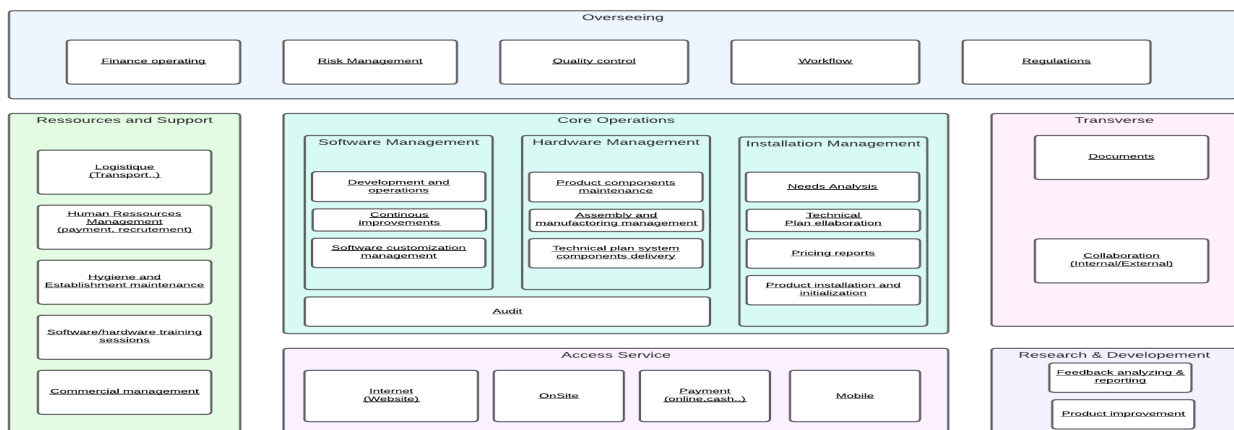 Overseeing
Finance operating
Risk Management
Quality control
Workflow
Regulations
Ressources and Support
Logistique
(Transport..)
Human Ressources
Management
(payment, recrutement)
Hygiene and
Establishment maintenance
Software/hardware training
sessions
Commercial management
Core Operations
Software Management
Development and
operations
Continous
improvements
Software customization
management
Hardware Management
Product components
maintenance
Assembly and
manufactoring management
Technical plan system
components delivery
Installation Management
Needs Analysis
Technical
Plan ellaboration
Pricing reports
Product installation and
initialization
Audit
Transverse
Documents
Collaboration
(Internal/External)
Access Service
Internet
(Website)
OnSite
Payment
(online,cash..)
Mobile
Research & Developement
Feedback analyzing &
reporting
Product improvement